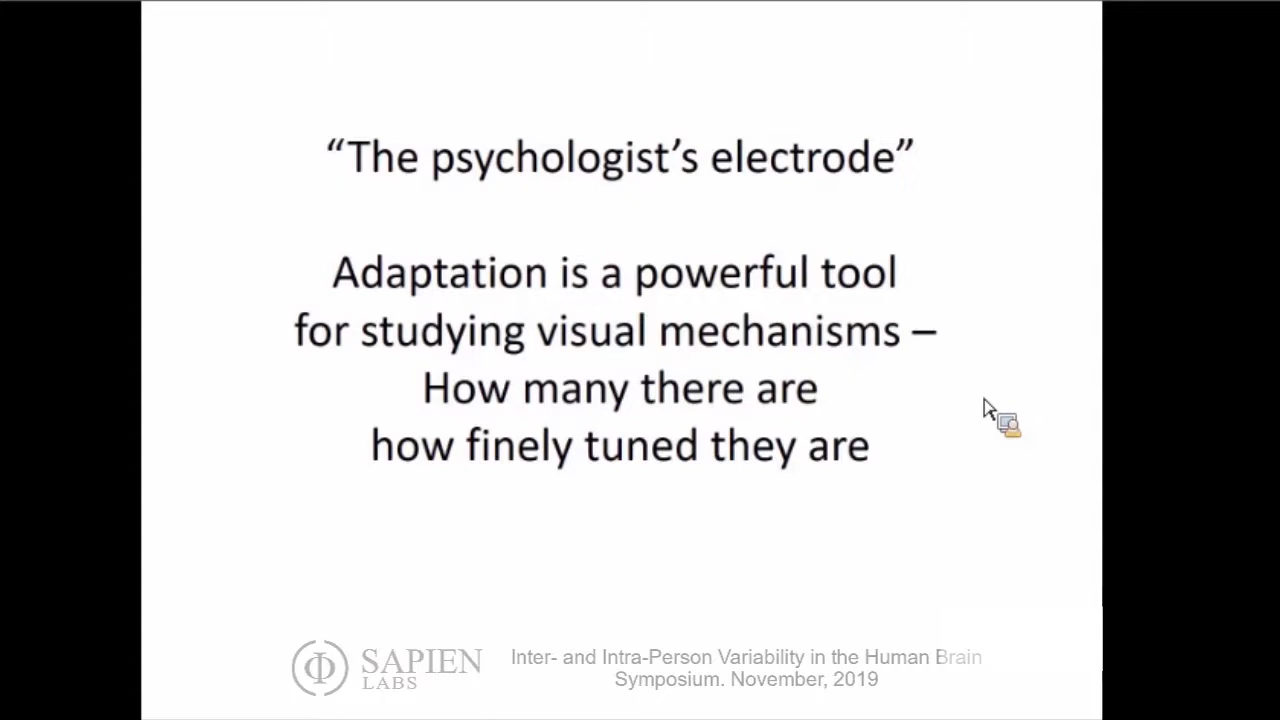 “The psychologist’s electrode”
Adaptation is a powerful tool
for studying visual mechanisms –
How many there are
how finely tuned they are
SAPIEN
LABS
Inter- and Intra-Person Variability in the Human Brain
Symposium. November, 2019